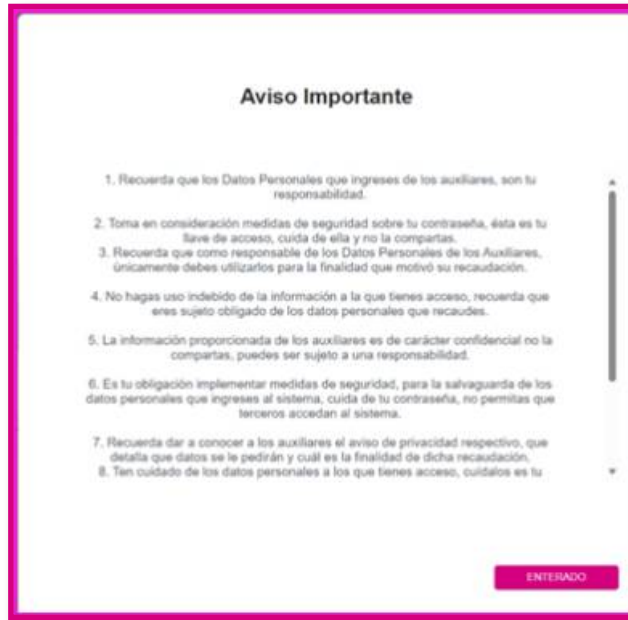 Aviso Importante
1. Recuerda que los Datos Personales que ingreses de los auxiliares, son tu
responsabilidad.
2. Toma en consideración medidas de seguridad sobre tu contraseña, ésta es tu
llave de acceso, cuida de ella y no la compartas.
3. Recuerda que como responsable de los Datos Personales de los Auxiliares,
únicamente debes utilizarlos para la finalidad que motivó su recaudación.
4. No hagas uso indebido de la información a la que tienes acceso, recuerda que
eres sujeto obligado de los datos personales que recaudes.
5. La información proporcionada de los auxiliares es de carácter confidencial no la
compartas, puedes ser sujeto a una responsabilidad.
6. Es tu obligación implementar medidas de seguridad, para la salvaguarda de los
datos personales que ingreses al sistema, cuida de tu contraseña, no permitas que
terceros accedan al sistema.
7. Recuerda dar a conocer a los auxiliares el aviso de privacidad respectivo, que
detalla que datos se le pedirán y cuál es la finalidad de dicha recaudación.
8. Ten cuidado de los datos personales a los que tienes acceso, cuídalos es tu
ENTERADO